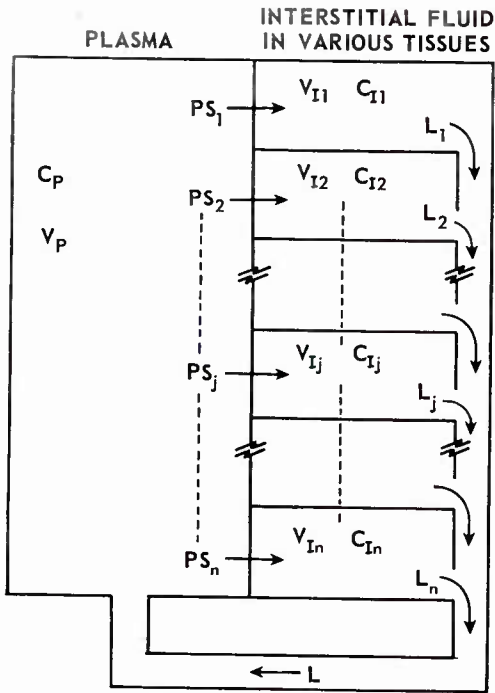 INTERSTITIAL FLUID
PLASMA IN VARIOUS TISSUES
V_I1 C_I1
PS_1
L_1
C_P
V_I2 C_I2
PS_2
L_2
V_P
V_Ij C_Ij
PS_j
L_j
V_In C_In
PS_n
L_n
L